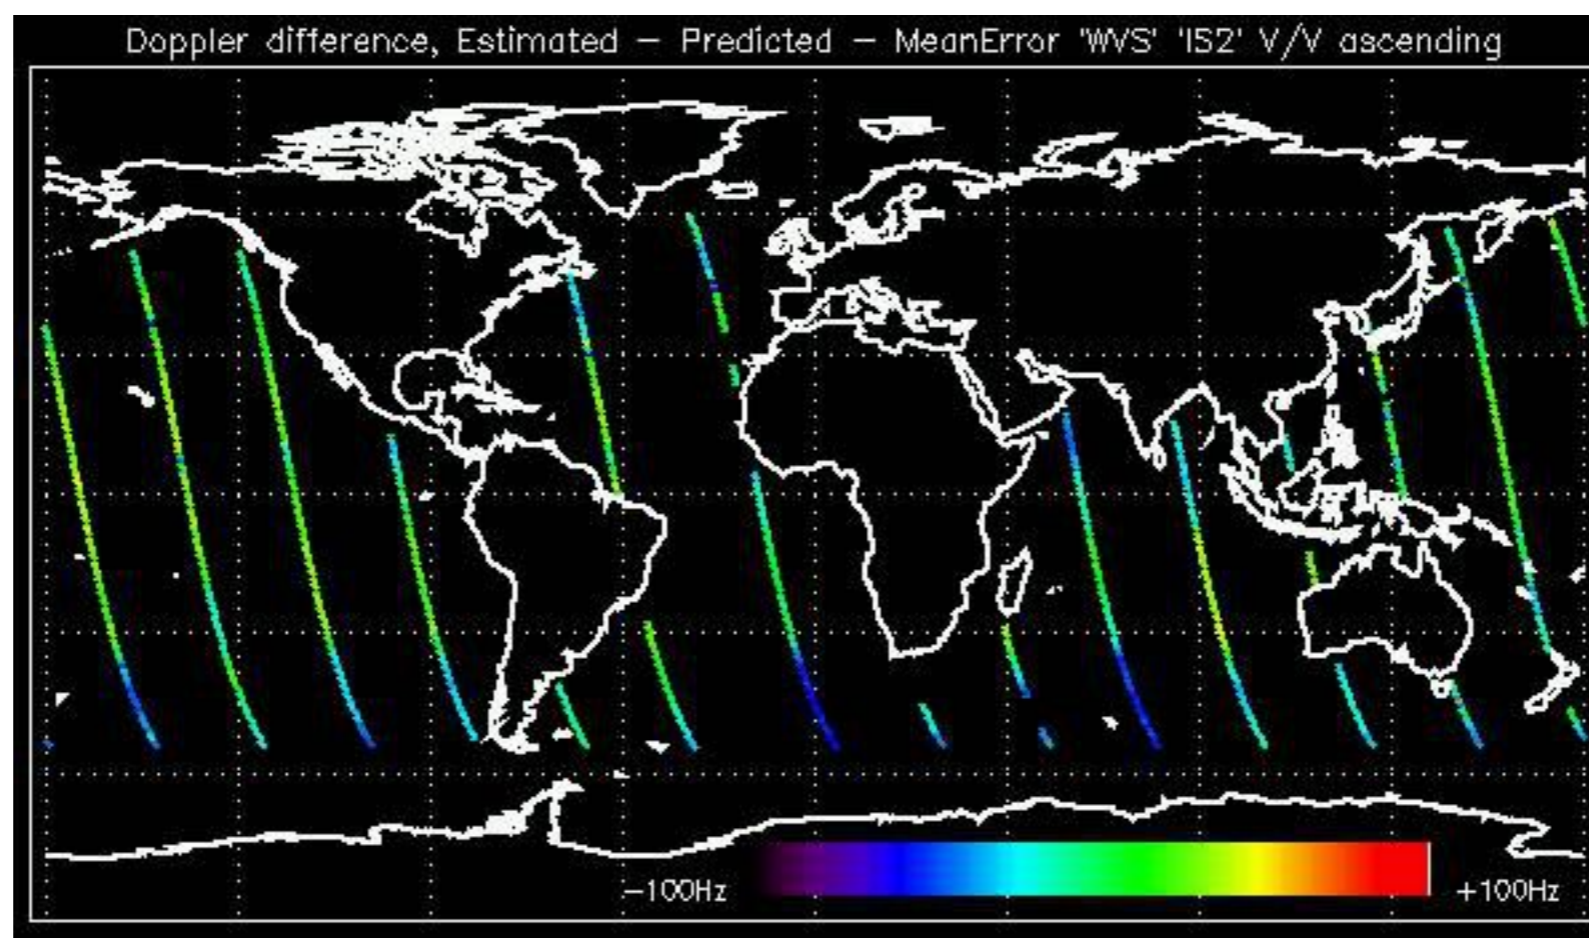 Doppler difference, Estimated - Predicted - MeanError 'WVS' 'IS2' V/V ascending
-100Hz
+100Hz